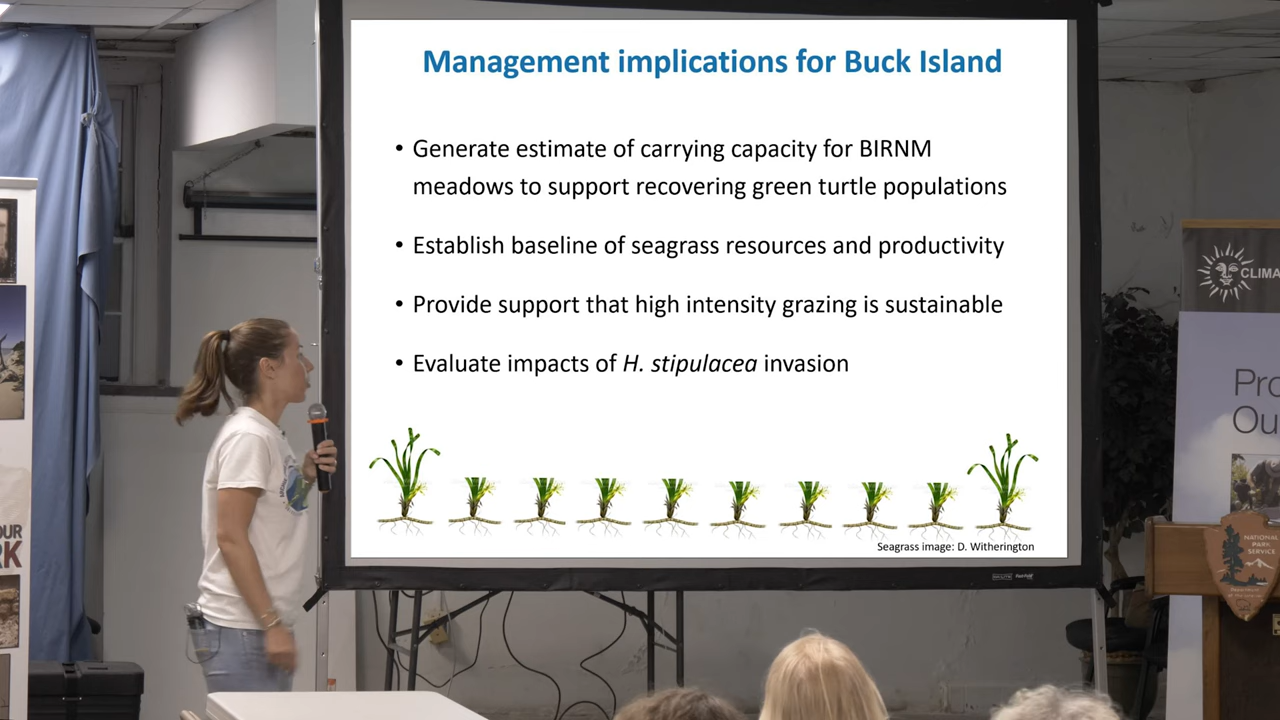 Management implications for Buck Island
• Generate estimate of carrying capacity for BIRNM
meadows to support recovering green turtle populations
• Establish baseline of seagrass resources and productivity
• Provide support that high intensity grazing is sustainable
• Evaluate impacts of H. stipulacea invasion
Seagrass image: D. Witherington
OUR
RK
CLIMA
Pro
Ou
NATIONAL
PARK
SERVICE